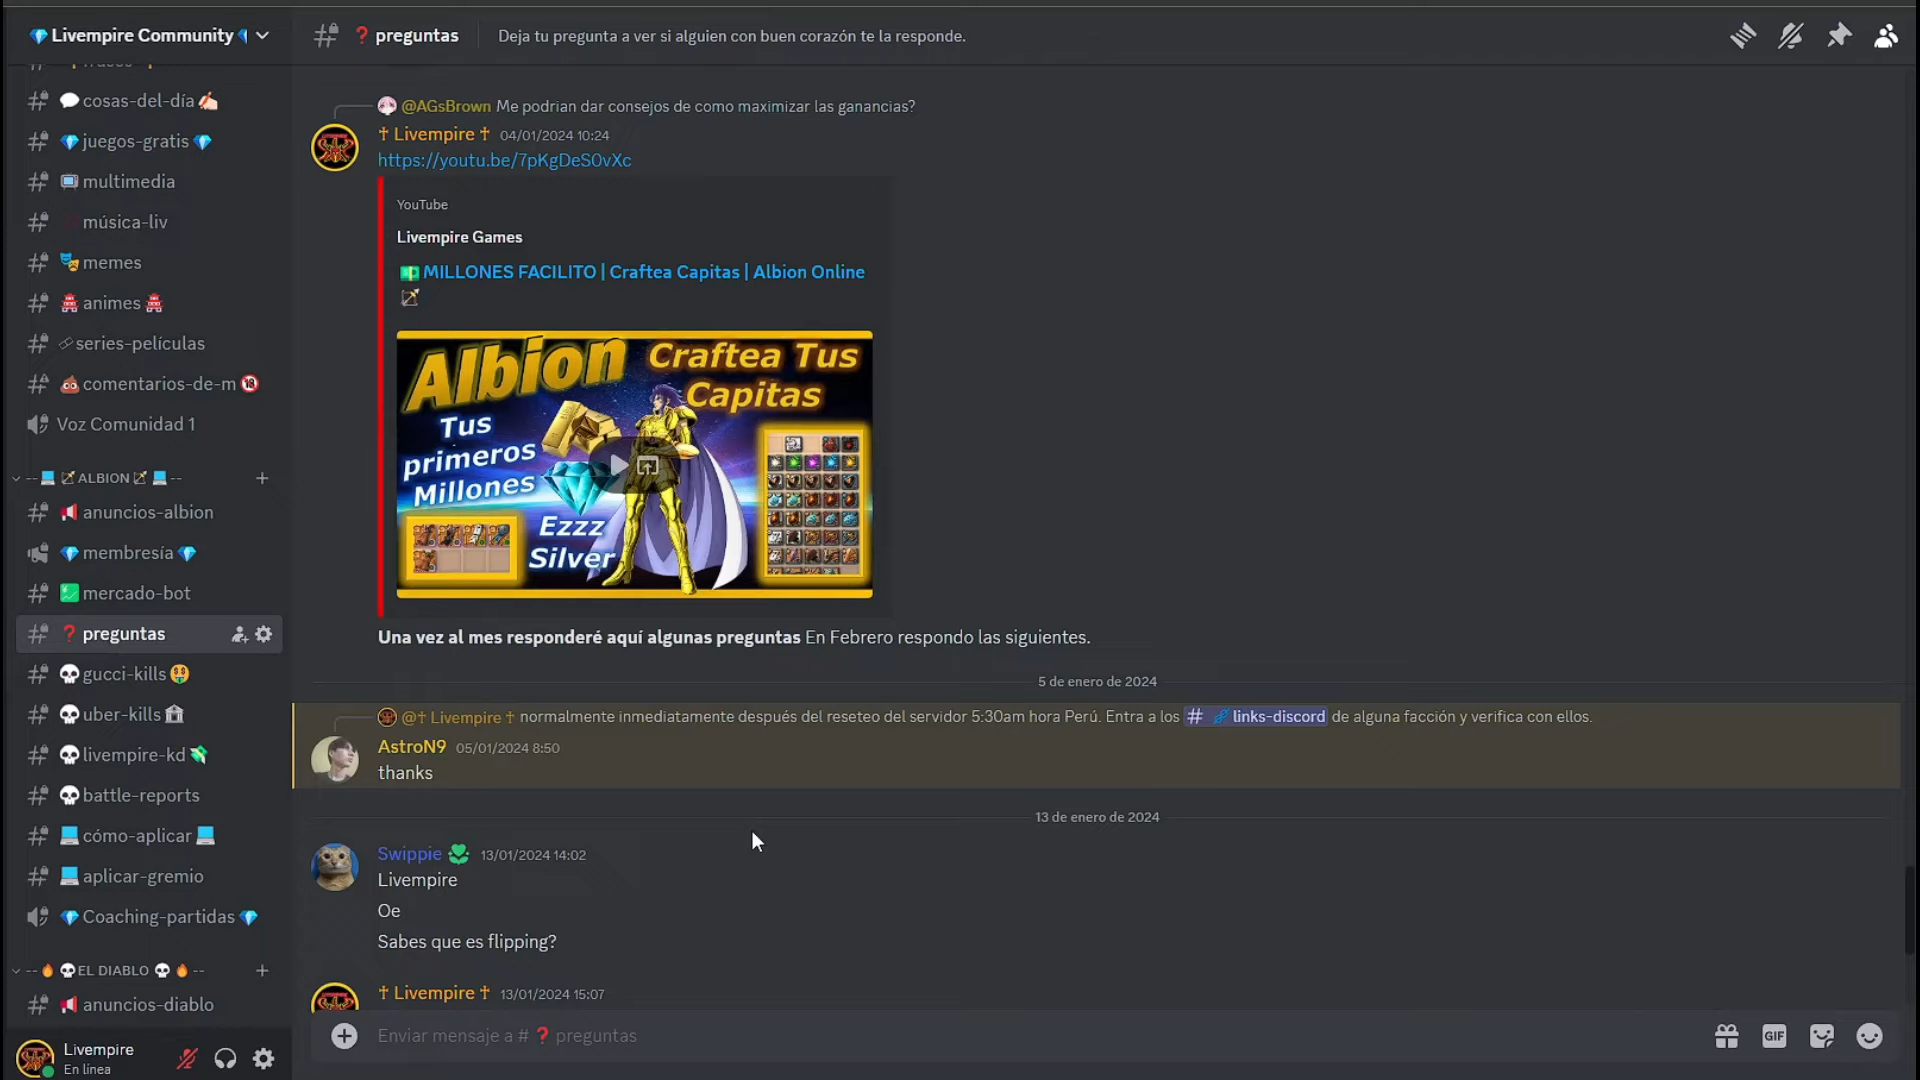 Livempire Community
frases
cosas-del-día
juegos-gratis
multimedia
música-liv
memes
animes
series-películas
comentarios-de-m
Voz Comunidad 1
-- ALBION --
anuncios-albion
membresía
mercado-bot
preguntas
gucci-kills
uber-kills
livempire-kd
battle-reports
cómo-aplicar
aplicar-gremio
Coaching-partidas
-- EL DIABLO --
anuncios-diablo
Livempire
En línea
preguntas Deja tu pregunta a ver si alguien con buen corazón te la responde.
@AGsBrown Me podrian dar consejos de como maximizar las ganancias?
† Livempire † 04/01/2024 10:24
https://youtu.be/7pKgDeS0vXc
YouTube
Livempire Games
MILLONES FACILITO | Craftea Capitas | Albion Online
Albion
Craftea Tus
Capitas
Tus
primeros
Millones
Ezzz
Silver
Una vez al mes responderé aquí algunas preguntas En Febrero respondo las siguientes.
5 de enero de 2024
@† Livempire † normalmente inmediatamente después del reseteo del servidor 5:30am hora Perú. Entra a los # links-discord de alguna facción y verifica con ellos.
AstroN9 05/01/2024 8:50
thanks
13 de enero de 2024
Swippie 13/01/2024 14:02
Livempire
Oe
Sabes que es flipping?
† Livempire † 13/01/2024 15:07
Enviar mensaje a # ❓ preguntas
GIF